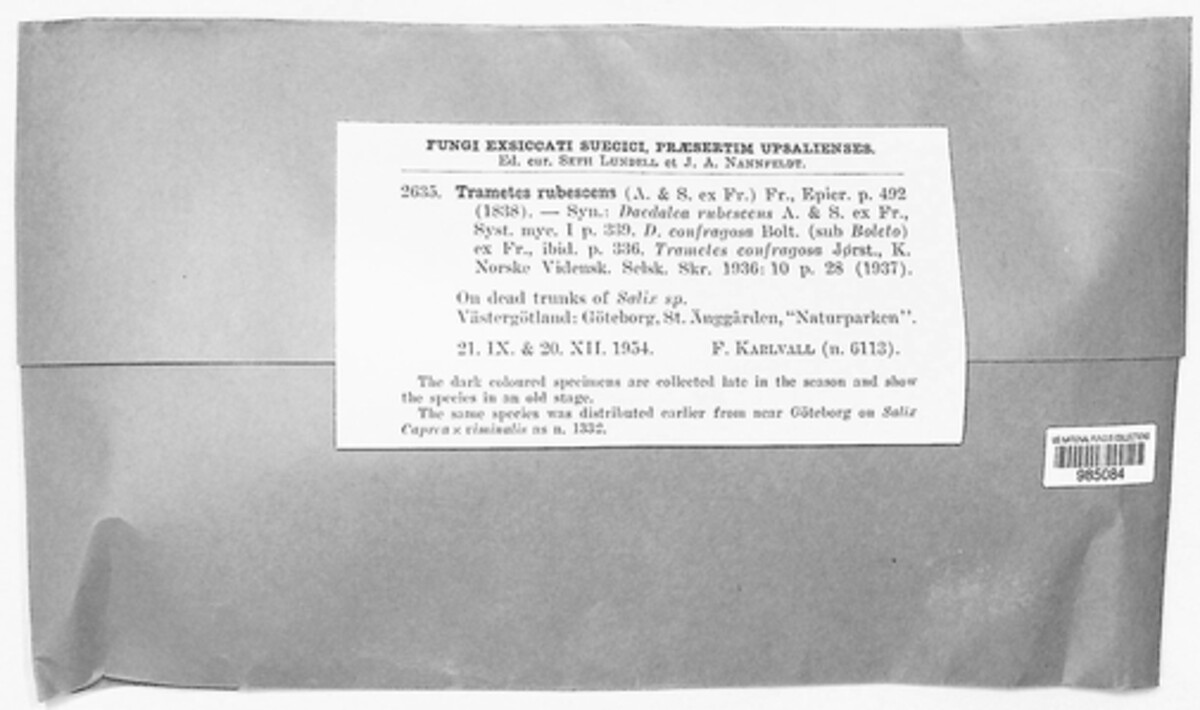 FUNGI EXSICCATI SUECICI, PRÆSERTIM UPSALIENSES.
Ed. cur. SETH LUNDELL et J. A. NANNFELDT.
2635. Trametes rubescens (A. & S. ex Fr.) Fr., Epicr. p. 492
(1838). — Syn.: Daedalea rubescens A. & S. ex Fr.,
Syst. myc. I p. 339. D. confragosa Bolt. (sub Boleto)
ex Fr., ibid. p. 336. Trametes confragosa Jørst., K.
Norske Vidensk. Selsk. Skr. 1936: 10 p. 28 (1937).
On dead trunks of Salix sp.
Västergötland: Göteborg, St. Änggården, "Naturparken".
21. IX. & 20. XII. 1954. F. KARLVALL (n. 6113).
The dark coloured specimens are collected late in the season and show
the species in an old stage.
The same species was distributed earlier from near Göteborg on Salix
Caprea x viminalis as n. 1332.
US NATIONAL FUNGUS COLLECTIONS
985084